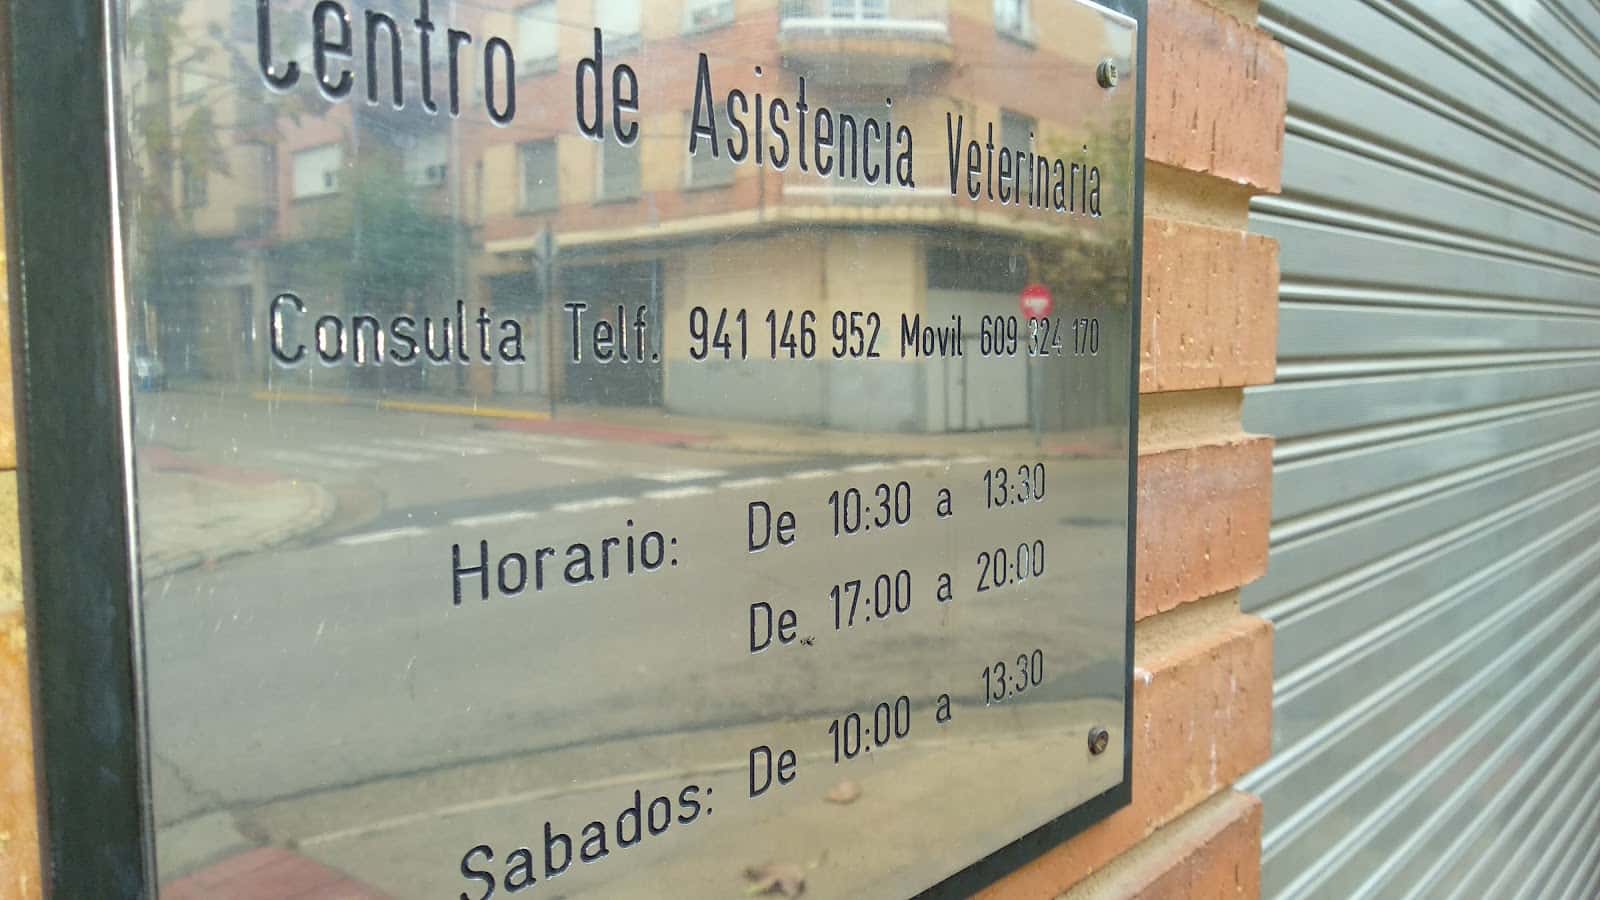 Centro de Asistencia Veterinaria
Consulta Telf. 941 146 952 Movil 609 324 170
Horario: De 10:30 a 13:30
De 17:00 a 20:00
Sabados: De 10:00 a 13:30